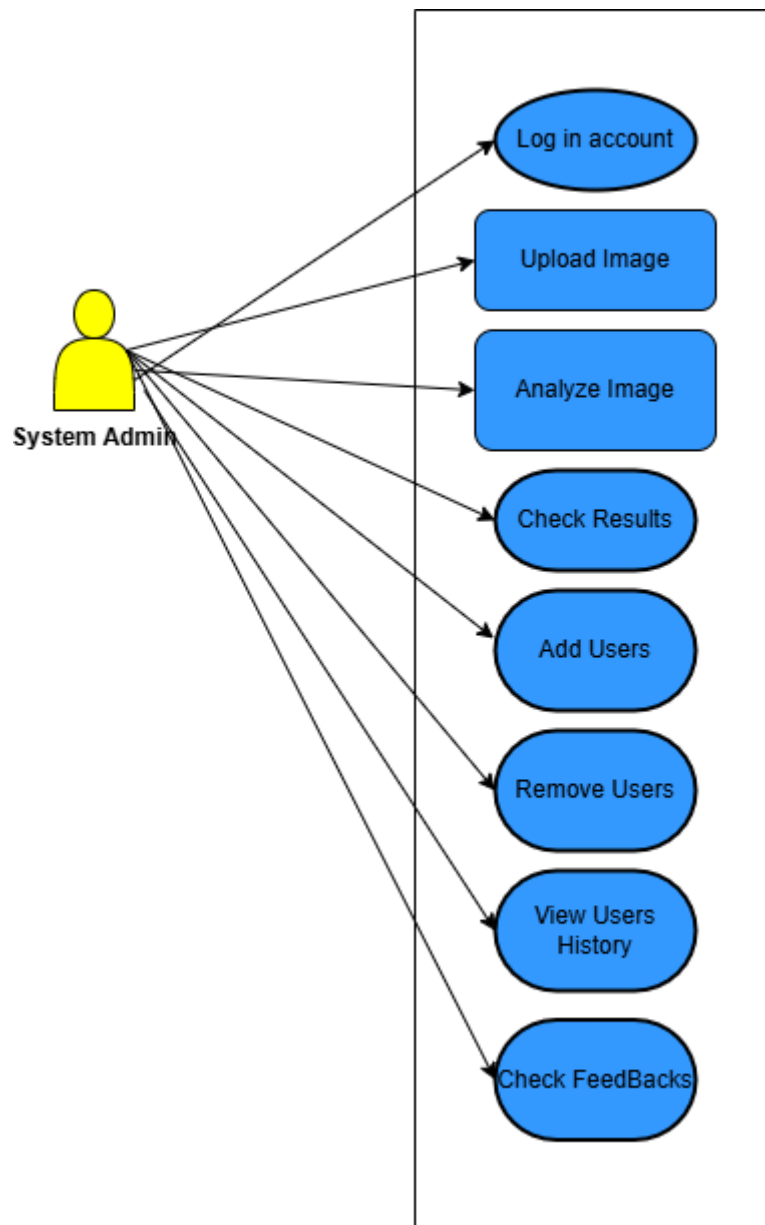 Log in account
Upload Image
System Admin
Analyze Image
Check Results
Add Users
Remove Users
View Users
History
Check FeedBacks